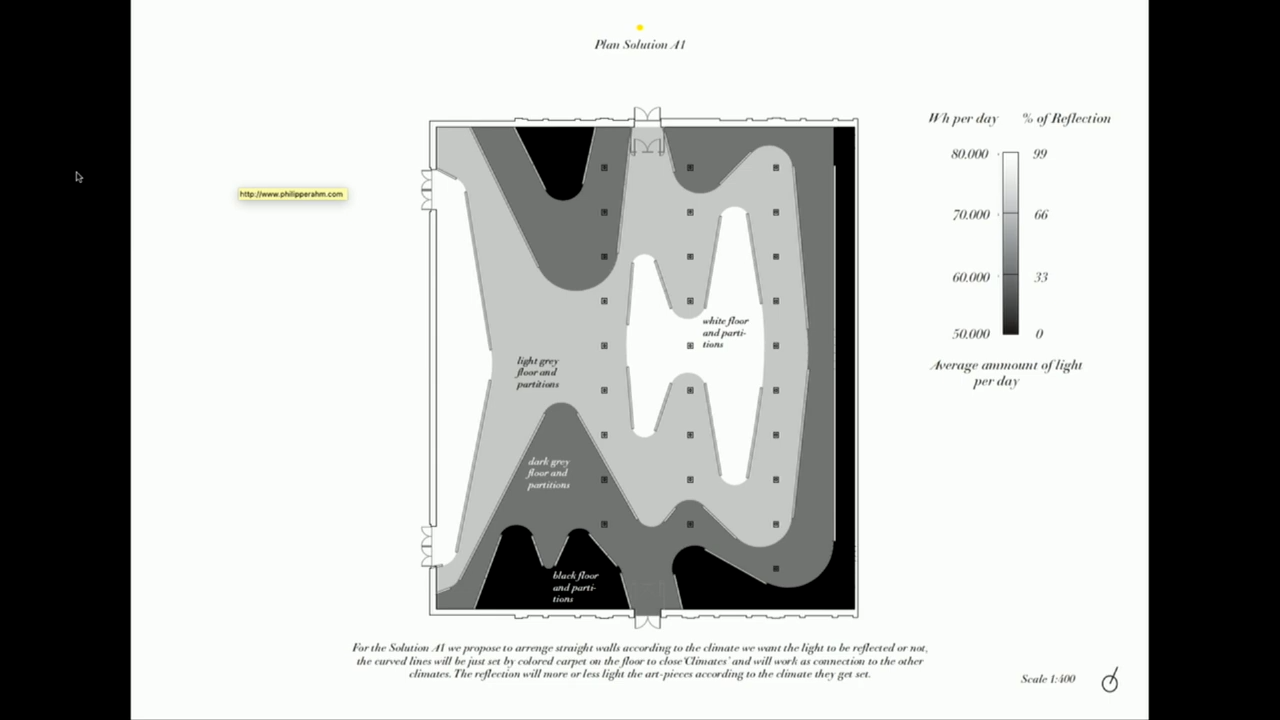 Plan Solution A1
Wh per day % of Reflection
80.000 99
70.000 66
60.000 33
50.000 0
Average ammount of light
per day
http://www.philipperahm.com
white floor
and parti-
tions
light grey
floor and
partitions
dark grey
floor and
partitions
black floor
and parti-
tions
For the Solution A1 we propose to arrenge straight walls according to the climate we want the light to be reflected or not,
the curved lines will be just set by colored carpet on the floor to close 'Climates' and will work as connection to the other
climates. The reflection will more or less light the art-pieces according to the climate they get set.
Scale 1:400